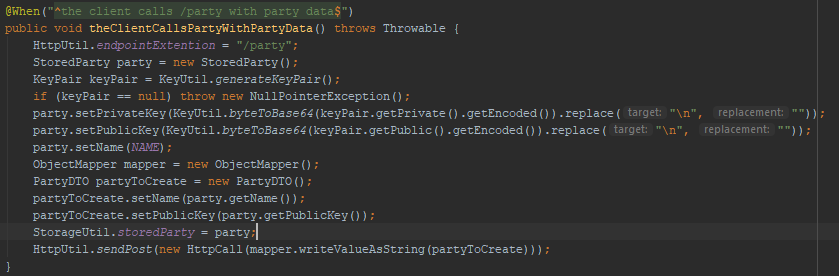 @When("^the client calls /party with party data$")
public void theClientCallsPartyWithPartyData() throws Throwable {
    HttpUtil.endpointExtention = "/party";
    StoredParty party = new StoredParty();
    KeyPair keyPair = KeyUtil.generateKeyPair();
    if (keyPair == null) throw new NullPointerException();
    party.setPrivateKey(KeyUtil.byteToBase64(keyPair.getPrivate().getEncoded()).replace( target: "\n", replacement: ""));
    party.setPublicKey(KeyUtil.byteToBase64(keyPair.getPublic().getEncoded()).replace( target: "\n", replacement: ""));
    party.setName(NAME);
    ObjectMapper mapper = new ObjectMapper();
    PartyDTO partyToCreate = new PartyDTO();
    partyToCreate.setName(party.getName());
    partyToCreate.setPublicKey(party.getPublicKey());
    StorageUtil.storedParty = party;
    HttpUtil.sendPost(new HttpCall(mapper.writeValueAsString(partyToCreate)));
}